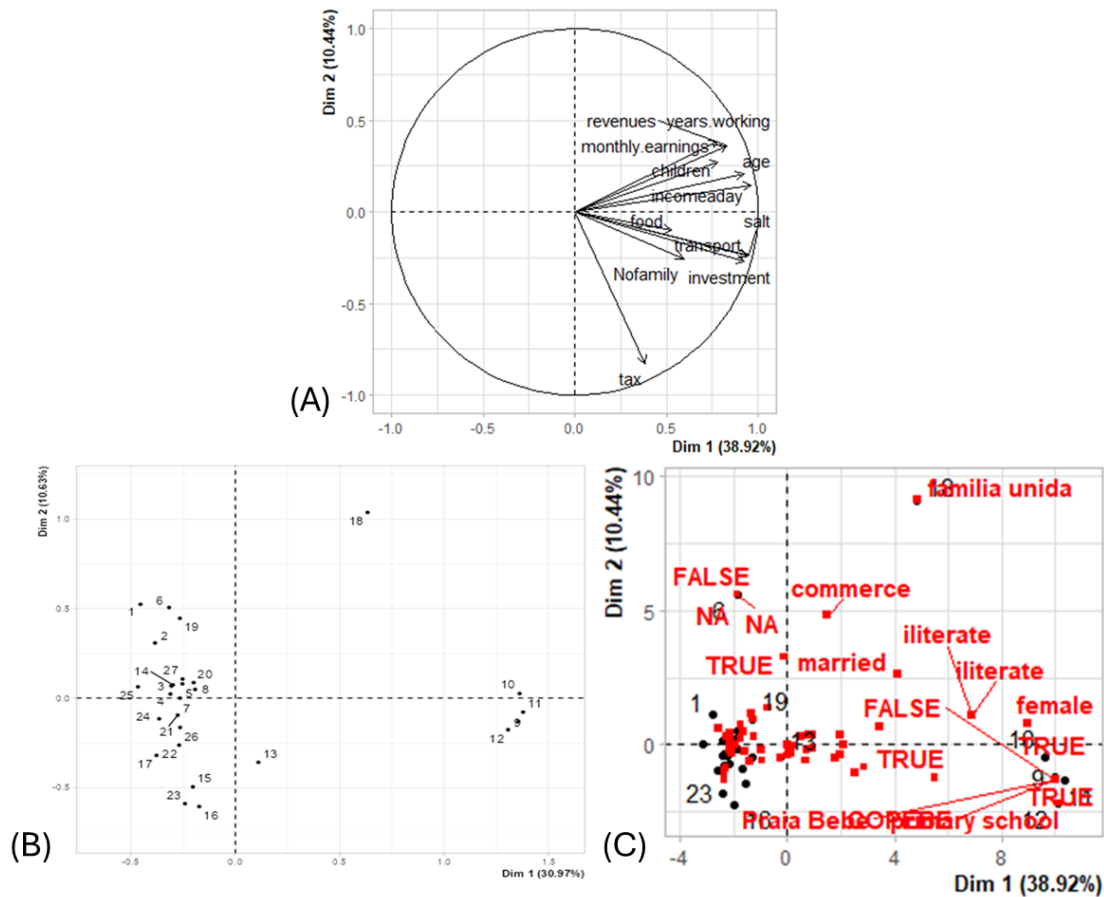 Dim 2 (10.44%)
1.0
0.5
0.0
-0.5
-1.0
revenues years.working
monthly.earnings
age
children
incomeaday
food
salt
transport
Nofamily
investment
tax
-1.0
-0.5
0.0
0.5
1.0
Dim 1 (38.92%)
(A)
Dim 2 (10.63%)
1.0
0.5
0.0
-0.5
18
1
6
19
2
14
27
20
25
3
5
8
4
24
7
21
26
17
22
13
15
23
16
10
11
9
12
-0.5
0.0
0.5
1.0
1.5
Dim 1 (30.97%)
(B)
Dim 2 (10.44%)
10
5
0
familia unida
FALSE
commerce
NA
NA
TRUE
married
iliterate
iliterate
1
19
FALSE
female
13
TRUE
TRUE
9
23
TRUE
Praia Bebe
primary school
12
-4
0
4
8
Dim 1 (38.92%)
(C)